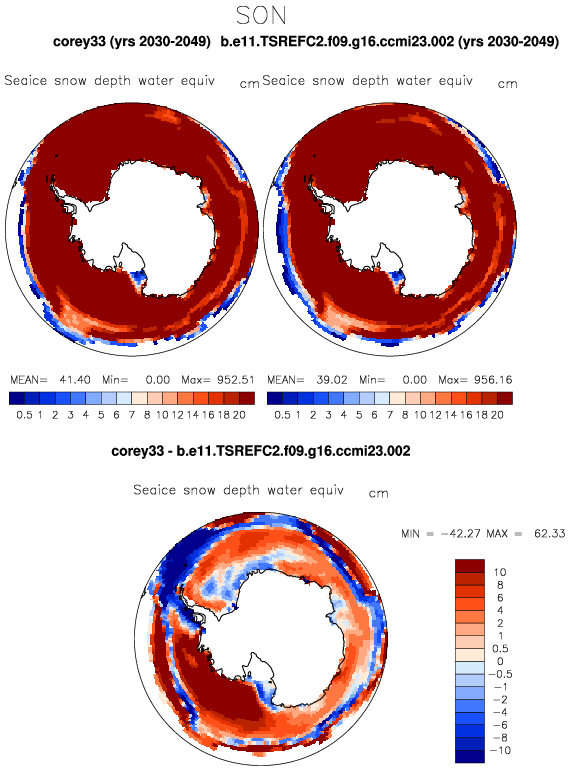 SON
corey33 (yrs 2030-2049) b.e11.TSREFC2.f09.g16.ccmi23.002 (yrs 2030-2049)
Seaice snow depth water equiv cm Seaice snow depth water equiv cm
MEAN= 41.40 Min= 0.00 Max= 952.51 MEAN= 39.02 Min= 0.00 Max= 956.16
0.5 1 2 3 4 5 6 7 8 10 12 14 16 18 20 0.5 1 2 3 4 5 6 7 8 10 12 14 16 18 20
corey33 - b.e11.TSREFC2.f09.g16.ccmi23.002
Seaice snow depth water equiv cm
MIN = -42.27 MAX = 62.33
10
8
6
4
2
1
0.5
0
-0.5
-1
-2
-4
-6
-8
-10